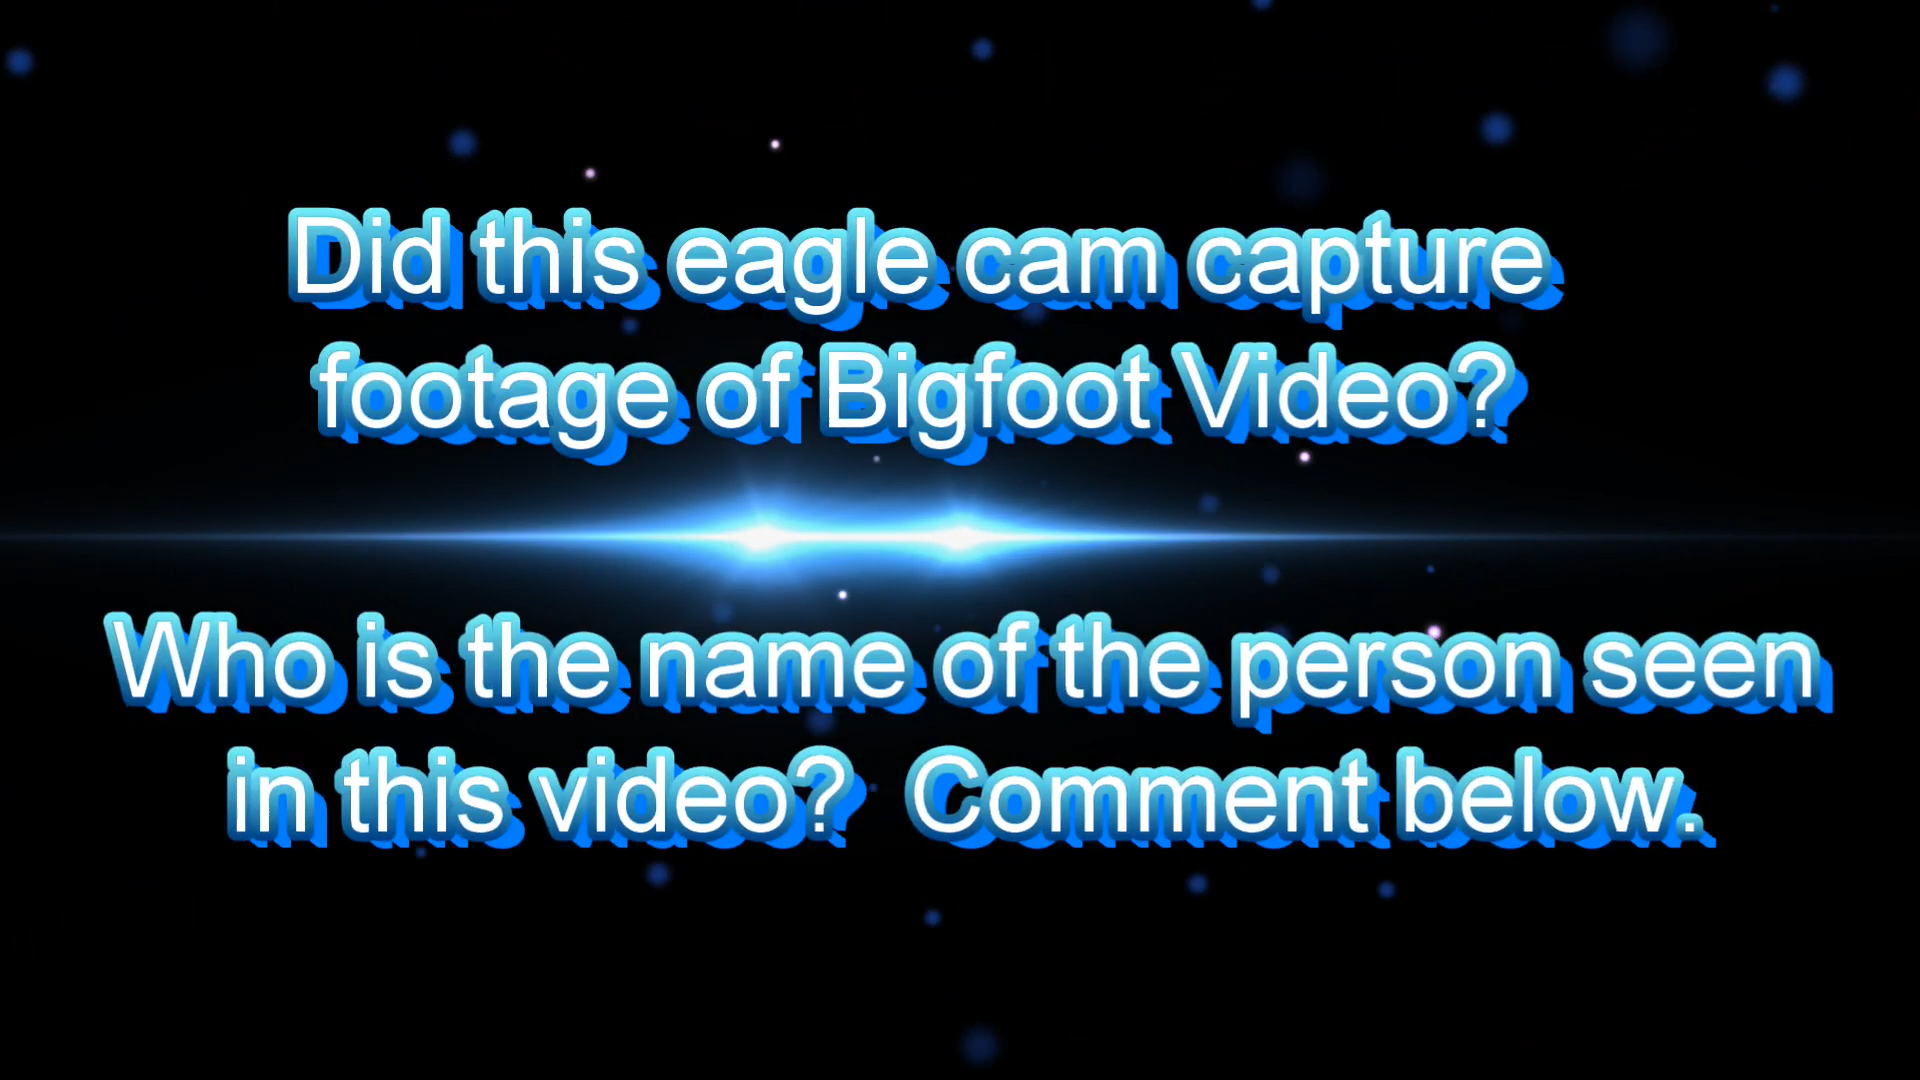 Did this eagle cam capture
footage of Bigfoot Video?
Who is the name of the person seen
in this video?  Comment below.